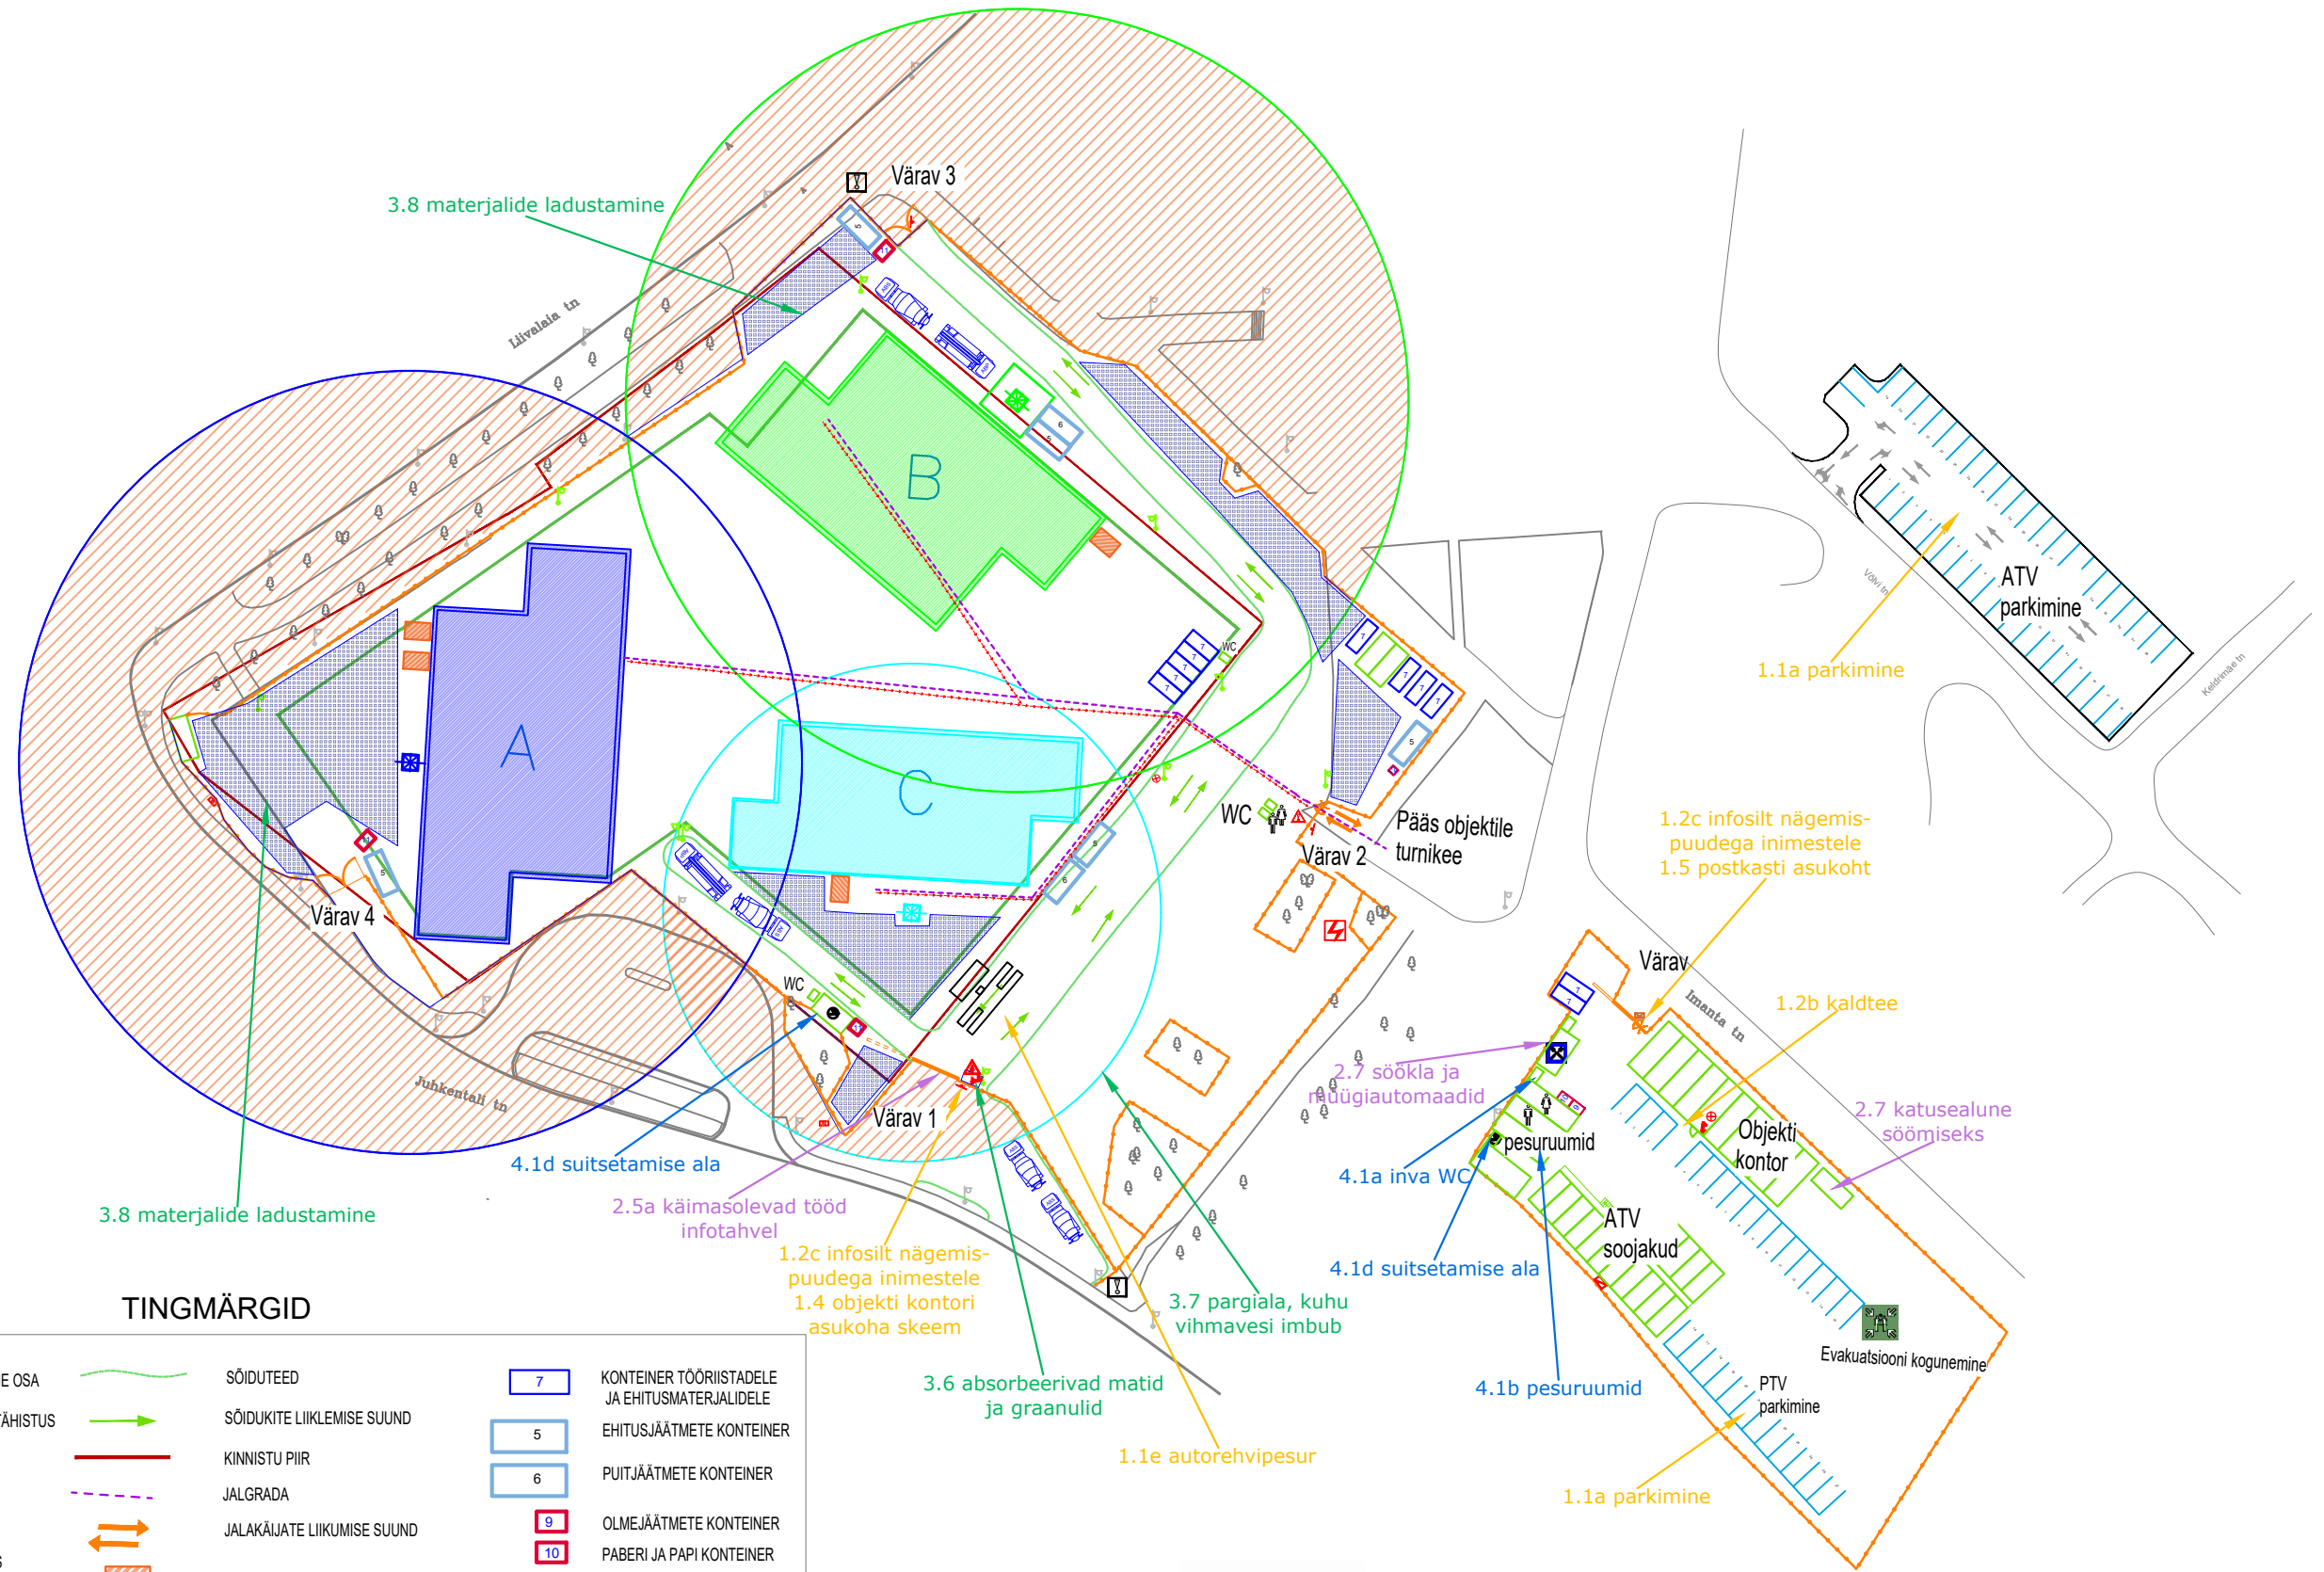 Värav 3
3.8 materjalide ladustamine
Liivalaia tn
B
A
C
WC
WC
WC
Värav 4
Värav 2
Pääs objektile
turnikee
Värav 1
Juhkentali tn
ATV
parkimine
Võlvi tn
Keldrimäe tn
1.1a parkimine
1.2c infosilt nägemis-
puudega inimestele
1.5 postkasti asukoht
Värav
Imanta tn
1.2b kaldtee
2.7 söökla ja
müügiautomaadid
2.7 katusealune
söömiseks
Objekti
kontor
pesuruumid
4.1a inva WC
ATV
soojakud
4.1d suitsetamise ala
4.1b pesuruumid
Evakuatsiooni kogunemine
PTV
parkimine
1.1a parkimine
4.1d suitsetamise ala
3.8 materjalide ladustamine
2.5a käimasolevad tööd
infotahvel
1.2c infosilt nägemis-
puudega inimestele
1.4 objekti kontori
asukoha skeem
3.7 pargiala, kuhu
vihmavesi imbub
3.6 absorbeerivad matid
ja graanulid
1.1e autorehvipesur
TINGMÄRGID
E OSA
SÕIDUTEED
7
KONTEINER TÖÖRIISTADELE
JA EHITUSMATERJALIDELE
TÄHISTUS
SÕIDUKITE LIIKLEMISE SUUND
5
EHITUSJÄÄTMETE KONTEINER
KINNISTU PIIR
6
PUITJÄÄTMETE KONTEINER
JALGRADA
JALAKÄIJATE LIIKUMISE SUUND
9
OLMEJÄÄTMETE KONTEINER
S
10
PABERI JA PAPI KONTEINER